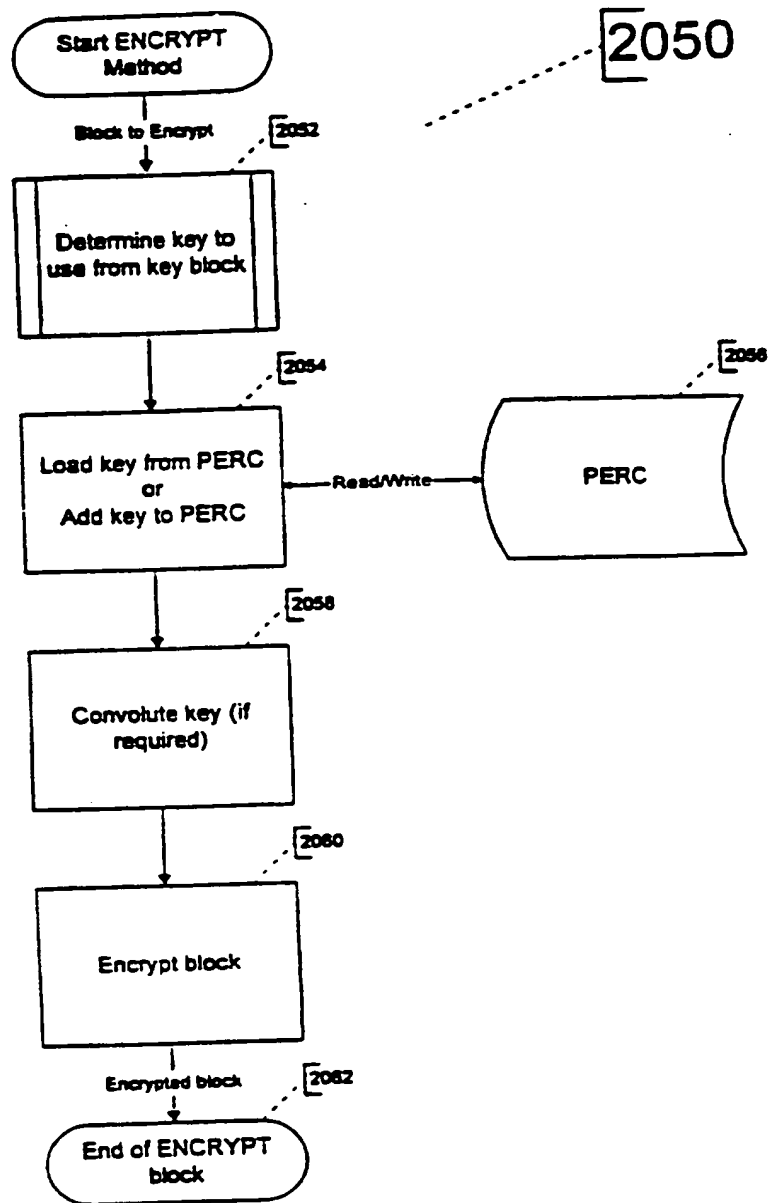 Start ENCRYPT
Method
2050
Block to Encrypt
2052
Determine key to
use from key block
2054
2056
Load key from PERC
or
Add key to PERC
Read/Write
PERC
2058
Convolute key (if
required)
2060
Encrypt block
Encrypted block
2062
End of ENCRYPT
block